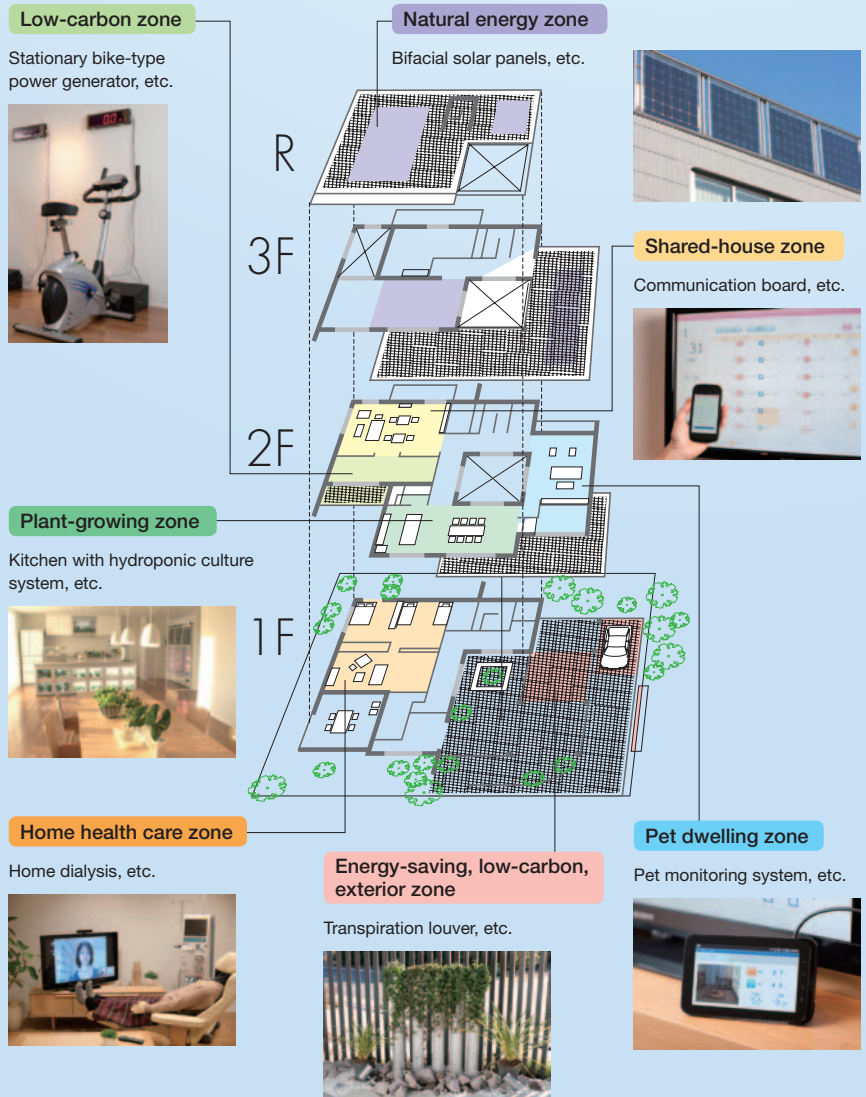 Low-carbon zone
Stationary bike-type
power generator, etc.
Natural energy zone
Bifacial solar panels, etc.
R
3F
Shared-house zone
Communication board, etc.
2F
Plant-growing zone
Kitchen with hydroponic culture
system, etc.
1F
Home health care zone
Home dialysis, etc.
Energy-saving, low-carbon,
exterior zone
Transpiration louver, etc.
Pet dwelling zone
Pet monitoring system, etc.
31